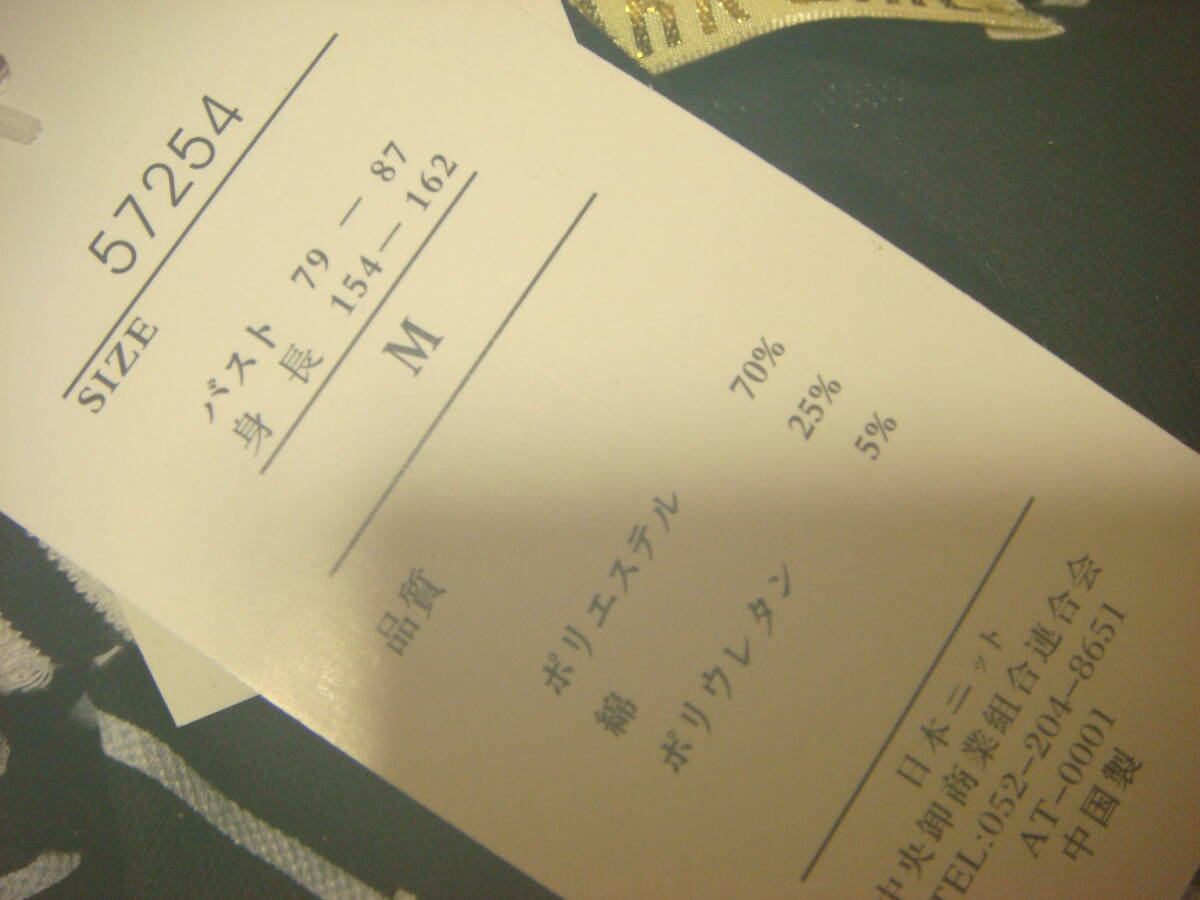 57254
SIZE
バスト 79 — 87
身長 154—162
M
品質
ポリエステル 70%
綿 25%
ポリウレタン 5%
日本ニット
中央卸商業組合連合会
TEL:052-204-8651
AT-0001
中国製